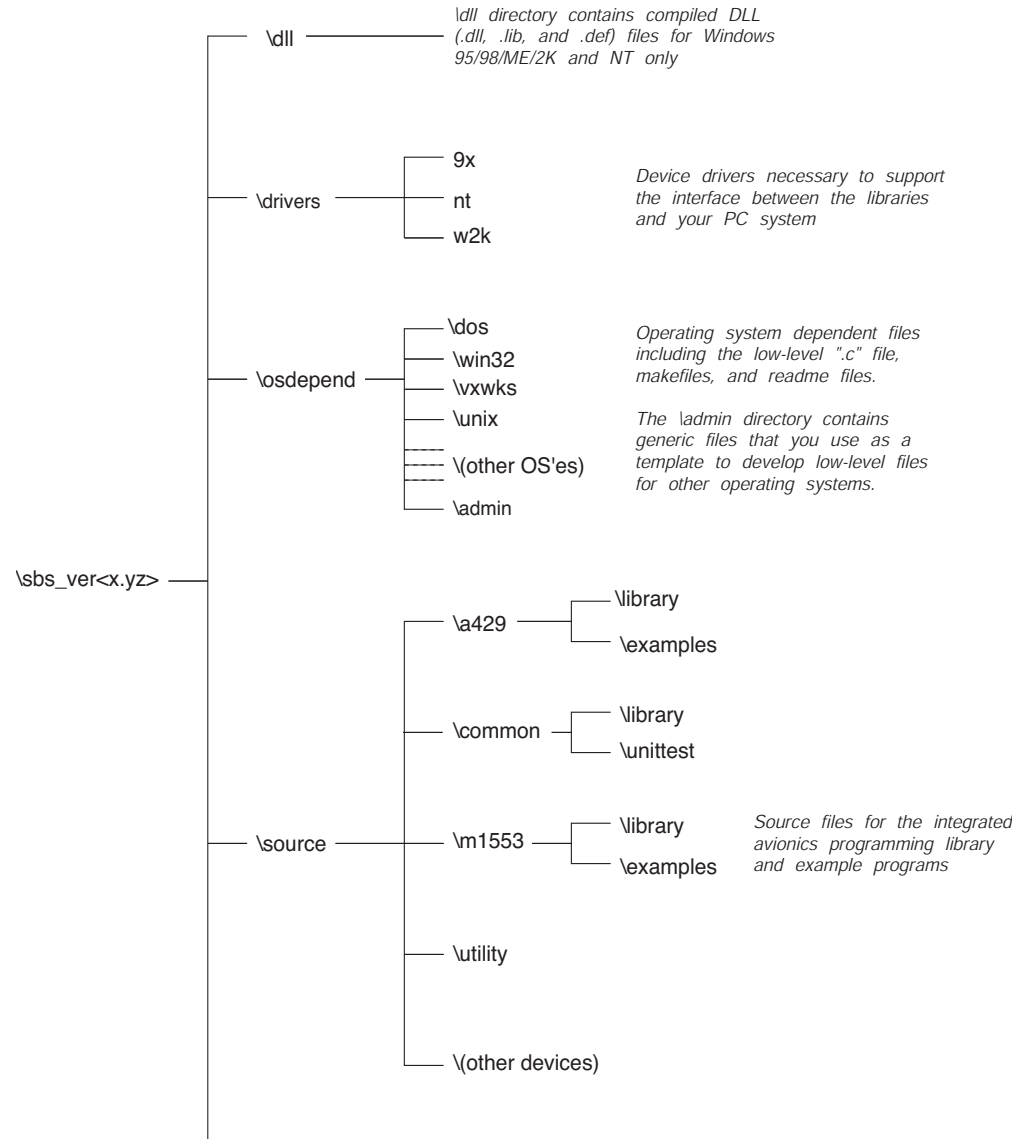 \dll
\dll directory contains compiled DLL
(.dll, .lib, and .def) files for Windows
95/98/ME/2K and NT only
\drivers
9x
nt
w2k
Device drivers necessary to support
the interface between the libraries
and your PC system
\osdepend
\dos
\win32
\vxwks
\unix
\(other OS'es)
\admin
Operating system dependent files
including the low-level ".c" file,
makefiles, and readme files.
The \admin directory contains
generic files that you use as a
template to develop low-level files
for other operating systems.
\sbs_ver<x.yz>
\source
\a429
\library
\examples
\common
\library
\unittest
\m1553
\library
\examples
Source files for the integrated
avionics programming library
and example programs
\utility
\(other devices)